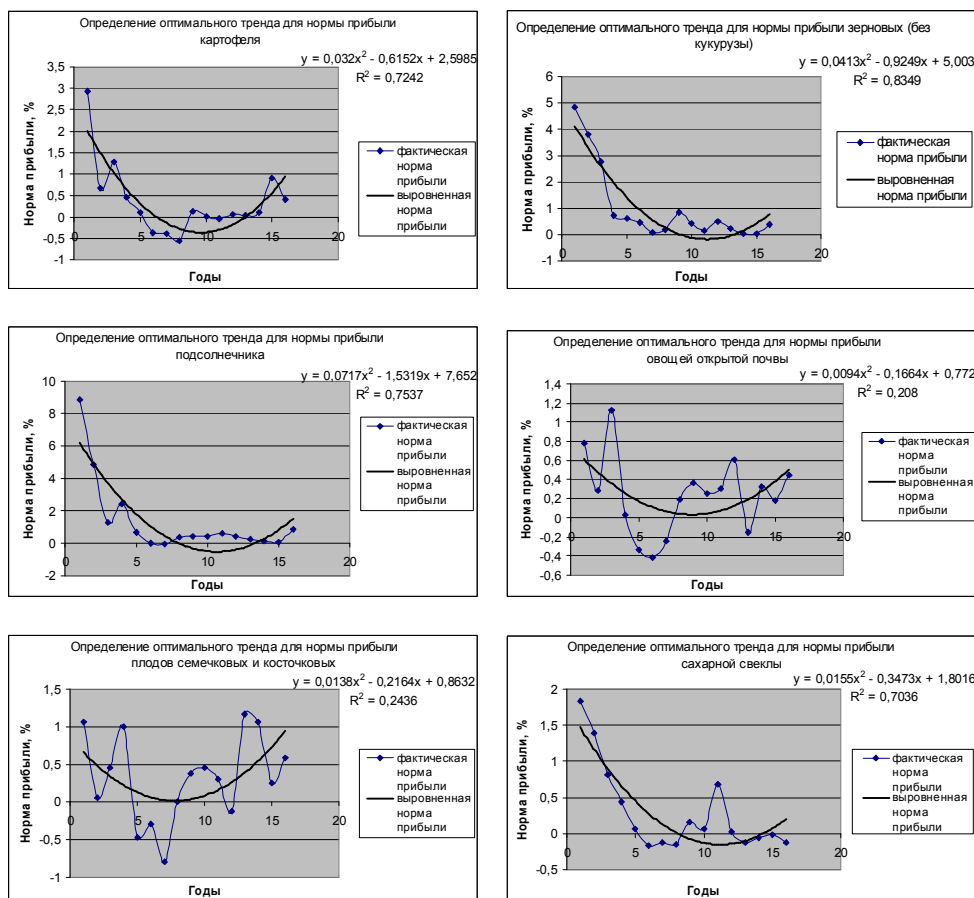 Определение оптимального тренда для нормы прибыли
картофеля
y = 0,032x² - 0,6152x + 2,5985
R² = 0,7242
3,5
3
2,5
2
1,5
1
0,5
0
-0,5
-1
0
5
10
15
20
Норма прибыли, %
Годы
фактическая
норма
прибыли
выровненная
норма
прибыли
Определение оптимального тренда для нормы прибыли зерновых (без
кукурузы)
y = 0,0413x² - 0,9249x + 5,003
R² = 0,8349
6
5
4
3
2
1
0
-1
0
5
10
15
20
Норма прибыли, %
Годы
фактическая
норма прибыли
выровненная
норма прибыли
Определение оптимального тренда для нормы прибыли
подсолнечника
y = 0,0717x² - 1,5319x + 7,652
R² = 0,7537
10
8
6
4
2
0
-2
0
5
10
15
20
Норма прибыли, %
Годы
фактическая
норма
прибыли
выровненная
норма
прибыли
Определение оптимального тренда для нормы прибыли
овощей открытой почвы
y = 0,0094x² - 0,1664x + 0,772
R² = 0,208
1,4
1,2
1
0,8
0,6
0,4
0,2
0
-0,2
-0,4
-0,6
0
5
10
15
20
Норма прибыли, %
Годы
фактическая
норма
прибыли
выровненная
норма
прибыли
Определение оптимального тренда для нормы прибыли
плодов семечковых и косточковых
y = 0,0138x² - 0,2164x + 0,8632
R² = 0,2436
1,5
1
0,5
0
-0,5
-1
0
5
10
15
20
Норма прибыли, %
Годы
фактическая
норма
прибыли
выровненная
норма
прибыли
Определение оптимального тренда для нормы прибыли
сахарной свеклы
y = 0,0155x² - 0,3473x + 1,8016
R² = 0,7036
2
1,5
1
0,5
0
-0,5
0
5
10
15
20
Норма прибыли, %
Годы
фактическая
норма
прибыли
выровненная
норма
прибыли